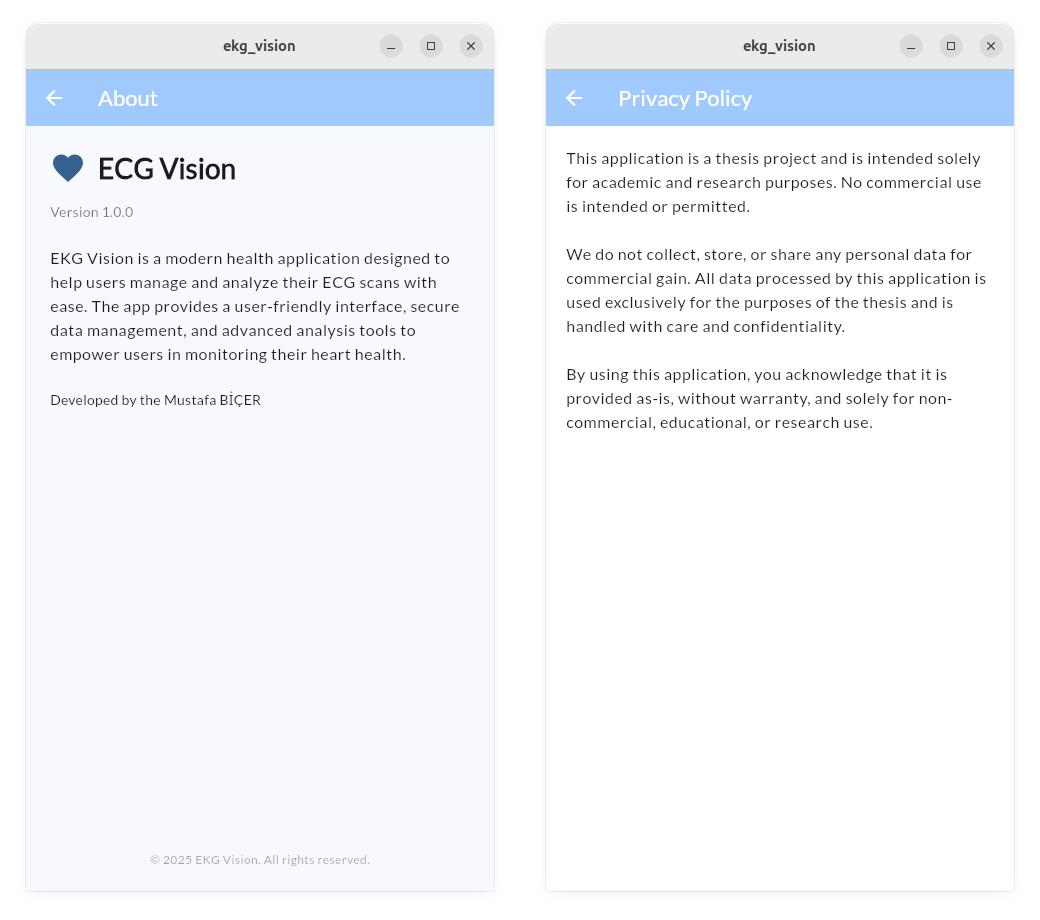 ekg_vision
About
ECG Vision
Version 1.0.0
EKG Vision is a modern health application designed to
help users manage and analyze their ECG scans with
ease. The app provides a user-friendly interface, secure
data management, and advanced analysis tools to
empower users in monitoring their heart health.
Developed by the Mustafa BİÇER
© 2025 EKG Vision. All rights reserved.
ekg_vision
Privacy Policy
This application is a thesis project and is intended solely
for academic and research purposes. No commercial use
is intended or permitted.
We do not collect, store, or share any personal data for
commercial gain. All data processed by this application is
used exclusively for the purposes of the thesis and is
handled with care and confidentiality.
By using this application, you acknowledge that it is
provided as-is, without warranty, and solely for non-
commercial, educational, or research use.